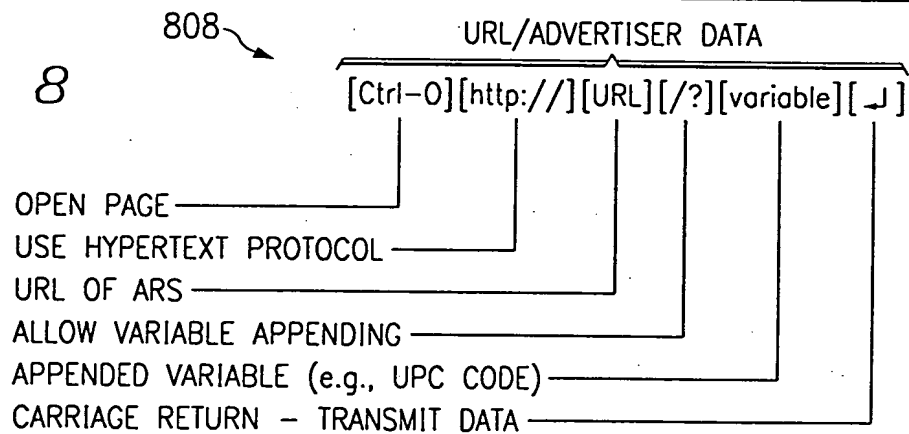 808
URL/ADVERTISER DATA
8
[Ctrl-O][http://][URL][/?][variable][↵]
OPEN PAGE
USE HYPERTEXT PROTOCOL
URL OF ARS
ALLOW VARIABLE APPENDING
APPENDED VARIABLE (e.g., UPC CODE)
CARRIAGE RETURN – TRANSMIT DATA